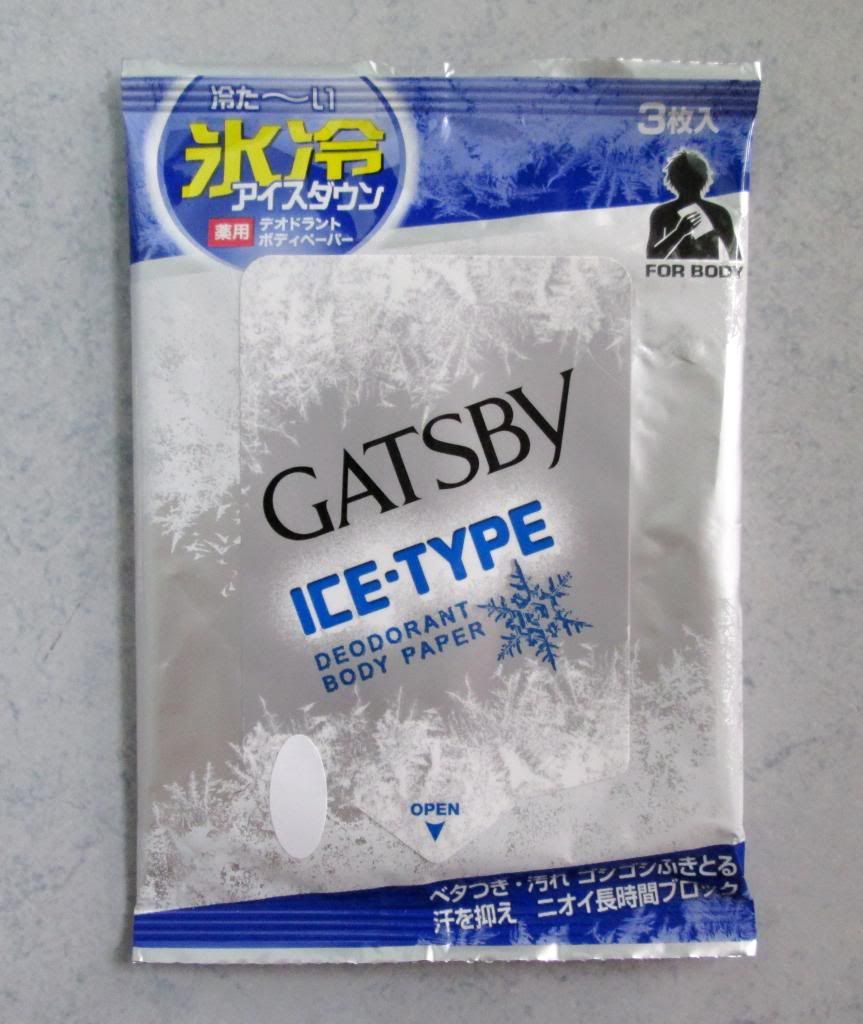 冷た〜い
氷冷
アイスダウン
薬用
デオドラント
ボディペーパー
3枚入
FOR BODY
GATSBY
ICE-TYPE
DEODORANT
BODY PAPER
OPEN
ベタつき・汚れ ゴシゴシふきとる
汗を抑え ニオイ長時間ブロック